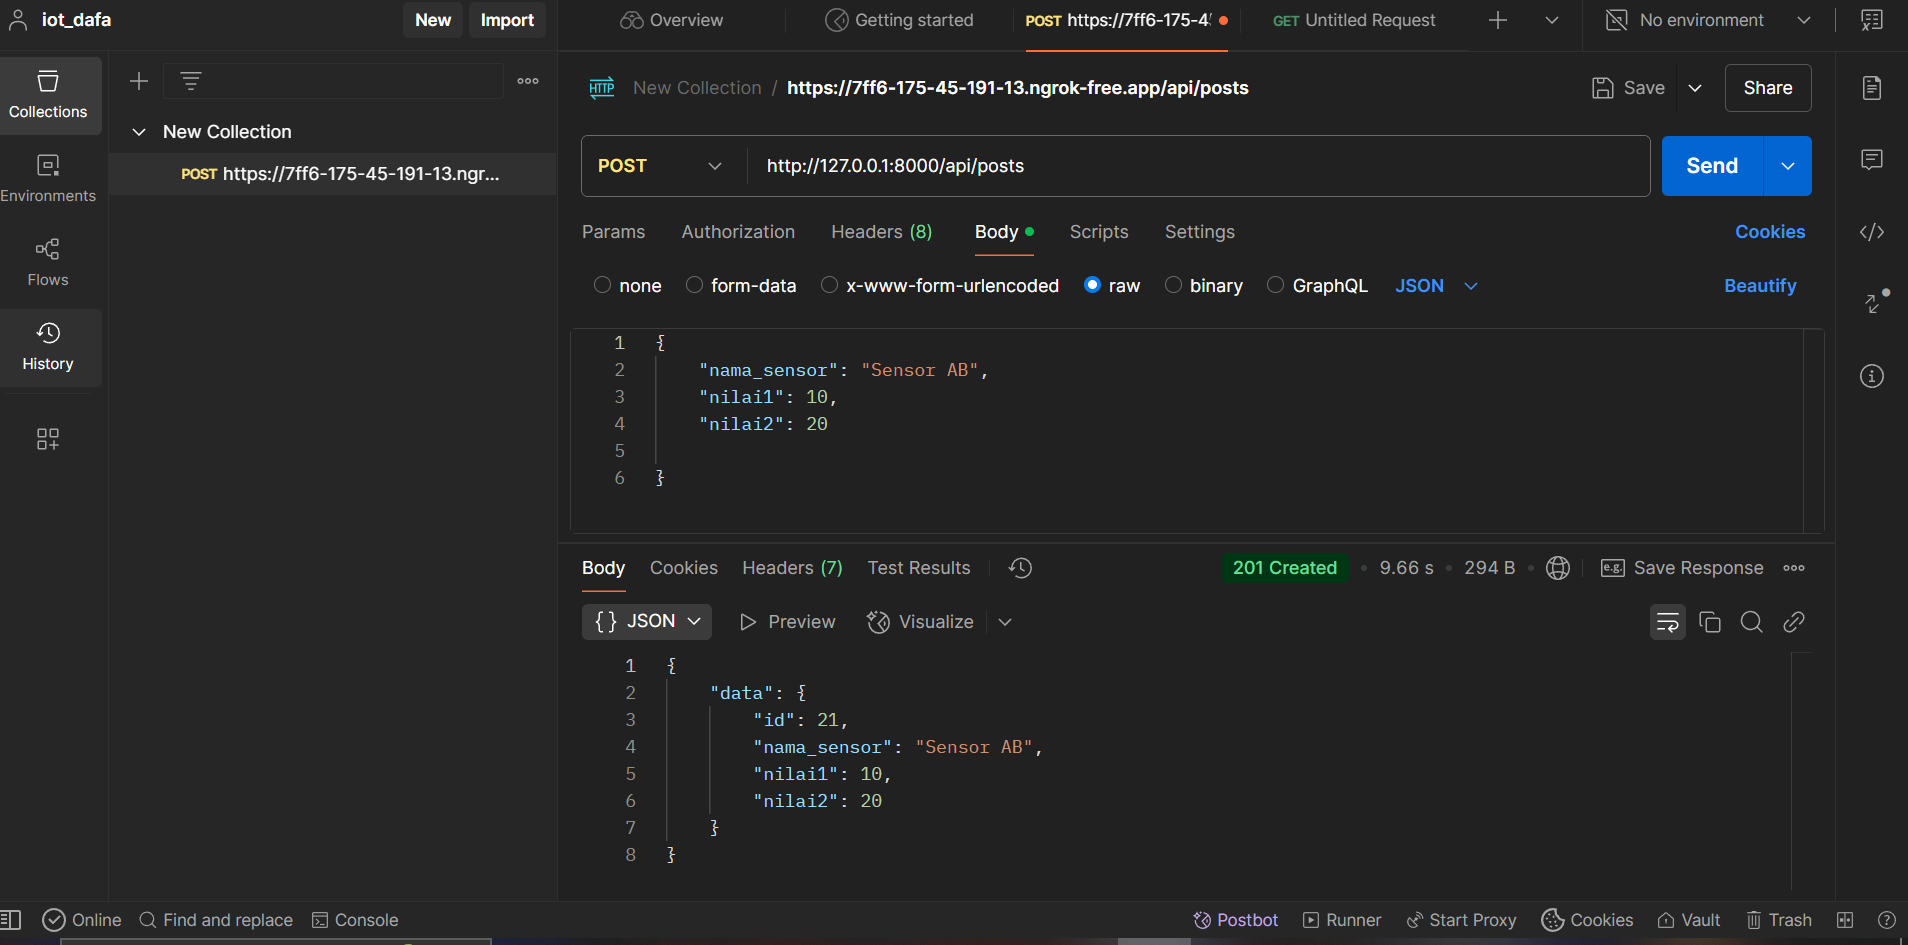 iot_dafa
New
Import
Overview
Getting started
POST https://7ff6-175-4
GET Untitled Request
No environment
Collections
Environments
Flows
History
New Collection
POST https://7ff6-175-45-191-13.ngr...
HTTP
New Collection / https://7ff6-175-45-191-13.ngrok-free.app/api/posts
Save
Share
POST
http://127.0.0.1:8000/api/posts
Send
Params
Authorization
Headers (8)
Body
Scripts
Settings
Cookies
none
form-data
x-www-form-urlencoded
raw
binary
GraphQL
JSON
Beautify
1 {
2 "nama_sensor": "Sensor AB",
3 "nilai1": 10,
4 "nilai2": 20
5
6 }
Body
Cookies
Headers (7)
Test Results
201 Created
9.66 s
294 B
e.g.
Save Response
{} JSON
Preview
Visualize
1 {
2 "data": {
3 "id": 21,
4 "nama_sensor": "Sensor AB",
5 "nilai1": 10,
6 "nilai2": 20
7 }
8 }
Online
Find and replace
Console
Postbot
Runner
Start Proxy
Cookies
Vault
Trash